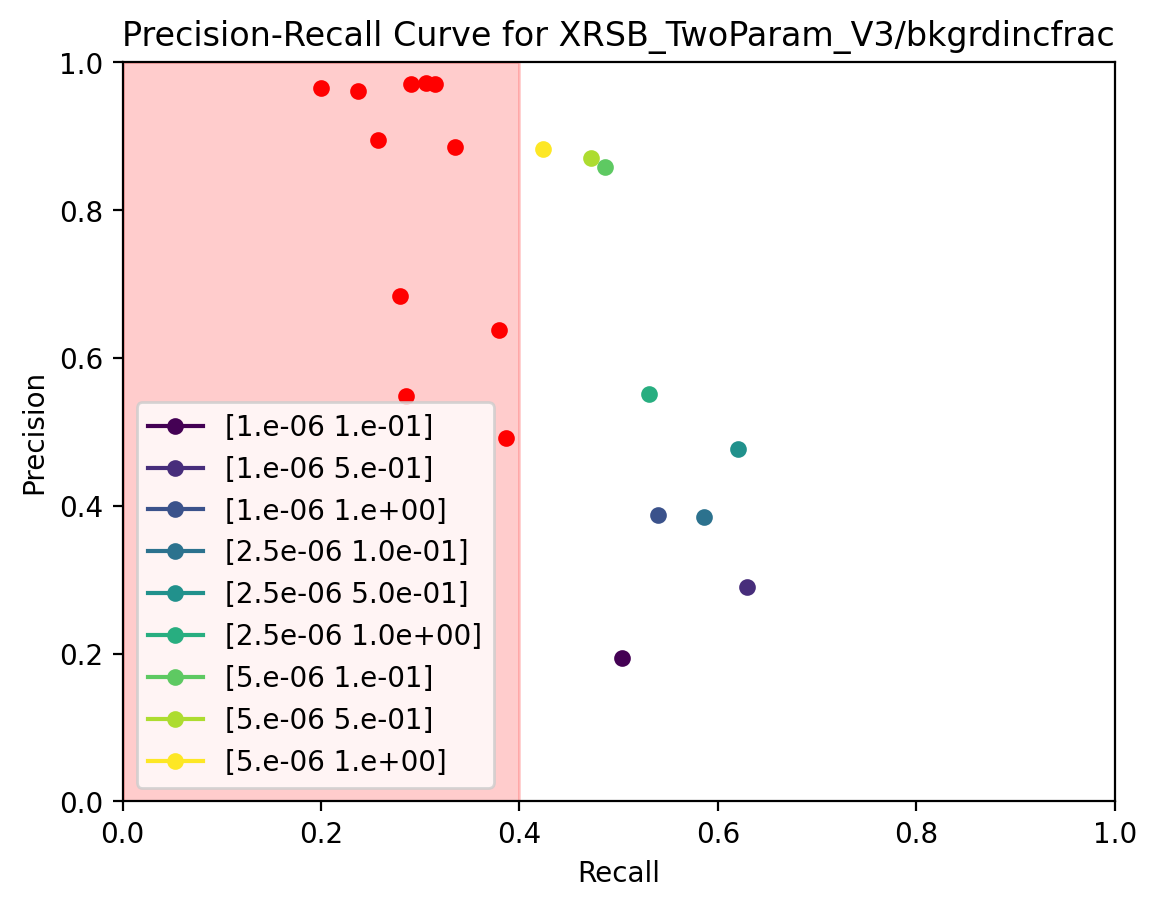 Precision-Recall Curve for XRSB_TwoParam_V3/bkgrdincfrac
1.0
0.8
0.6
0.4
0.2
0.0
Precision
[1.e-06 1.e-01]
[1.e-06 5.e-01]
[1.e-06 1.e+00]
[2.5e-06 1.0e-01]
[2.5e-06 5.0e-01]
[2.5e-06 1.0e+00]
[5.e-06 1.e-01]
[5.e-06 5.e-01]
[5.e-06 1.e+00]
0.0 0.2 0.4 0.6 0.8 1.0
Recall